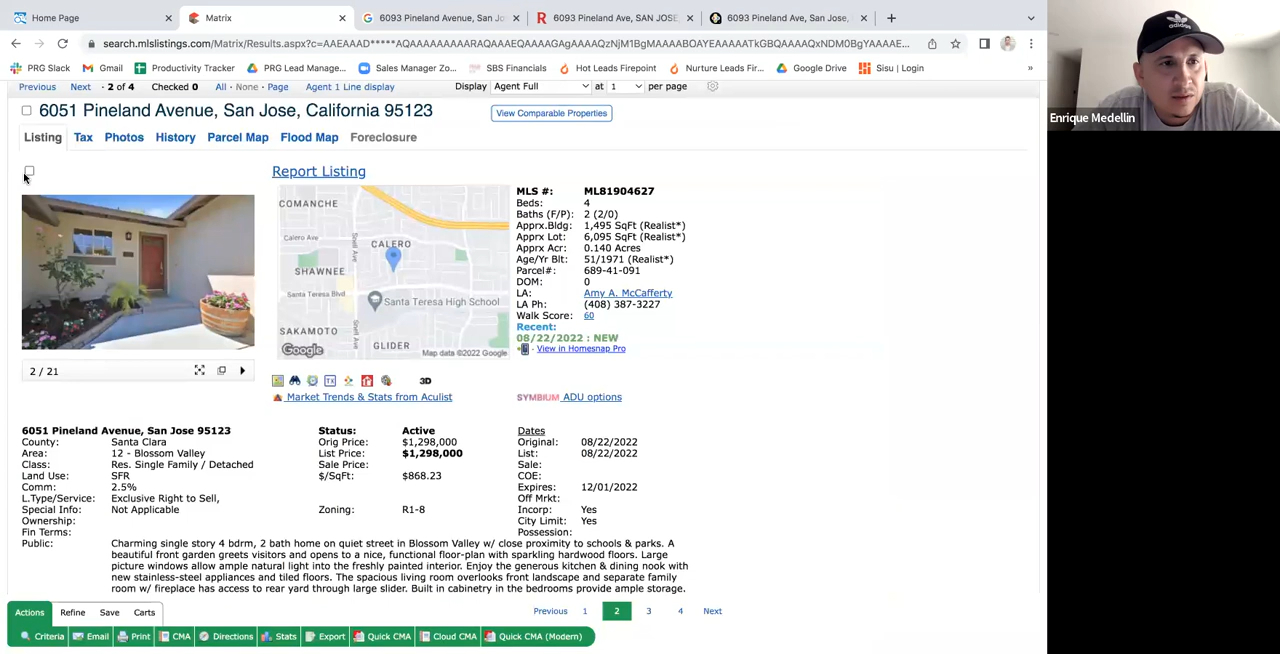 Home Page
Matrix
6093 Pineland Avenue, San Jo
6093 Pineland Ave, SAN JOSE,
6093 Pineland Ave, San Jose,
search.mlslistings.com/Matrix/Results.aspx?c=AAEAAAD*****AQAAAAAAAAARAQAAAEQAAAAGAgAAAAQzNjM1BgMAAAABOAYEAAAAATkGBQAAAAQxNDM0BgYAAAAE...
PRG Slack
Gmail
Productivity Tracker
PRG Lead Manage...
Sales Manager Zo...
SBS Financials
Hot Leads Firepoint
Nurture Leads Fir...
Google Drive
Sisu | Login
»
Previous Next · 2 of 4 Checked 0 All · None · Page Agent 1 Line display Display Agent Full at 1 per page
6051 Pineland Avenue, San Jose, California 95123
View Comparable Properties
Listing Tax Photos History Parcel Map Flood Map Foreclosure
Report Listing
COMANCHE
Calero Ave
Snell Ave
CALERO
SHAWNEE
Santa Teresa Blvd
Santa Teresa High School
SAKAMOTO
Snell Ave
GLIDER
Google
Map data ©2022 Google
MLS #: ML81904627
Beds: 4
Baths (F/P): 2 (2/0)
Apprx.Bldg: 1,495 SqFt (Realist*)
Apprx Lot: 6,095 SqFt (Realist*)
Apprx Acr: 0.140 Acres
Age/Yr Blt: 51/1971 (Realist*)
Parcel#: 689-41-091
DOM: 0
LA: Amy A. McCafferty
LA Ph: (408) 387-3227
Walk Score: 60
Recent:
08/22/2022 : NEW
- View in Homesnap Pro
2 / 21
3D
Market Trends & Stats from Aculist
SYMBIUM ADU options
6051 Pineland Avenue, San Jose 95123
County: Santa Clara
Area: 12 - Blossom Valley
Class: Res. Single Family / Detached
Land Use: SFR
Comm: 2.5%
L.Type/Service: Exclusive Right to Sell,
Special Info: Not Applicable
Ownership:
Fin Terms:
Status: Active
Orig Price: $1,298,000
List Price: $1,298,000
Sale Price:
$/SqFt: $868.23
Zoning: R1-8
Dates
Original: 08/22/2022
List: 08/22/2022
Sale:
COE:
Expires: 12/01/2022
Off Mrkt:
Incorp: Yes
City Limit: Yes
Possession:
Public: Charming single story 4 bdrm, 2 bath home on quiet street in Blossom Valley w/ close proximity to schools & parks. A
beautiful front garden greets visitors and opens to a nice, functional floor-plan with sparkling hardwood floors. Large
picture windows allow ample natural light into the freshly painted interior. Enjoy the generous kitchen & dining nook with
new stainless-steel appliances and tiled floors. The spacious living room overlooks front landscape and separate family
room w/ fireplace has access to rear yard through large slider. Built in cabinetry in the bedrooms provide ample storage.
Actions Refine Save Carts
Previous 1 2 3 4 Next
Criteria Email Print CMA Directions Stats Export Quick CMA Cloud CMA Quick CMA (Modern)
adidas
Enrique Medellin